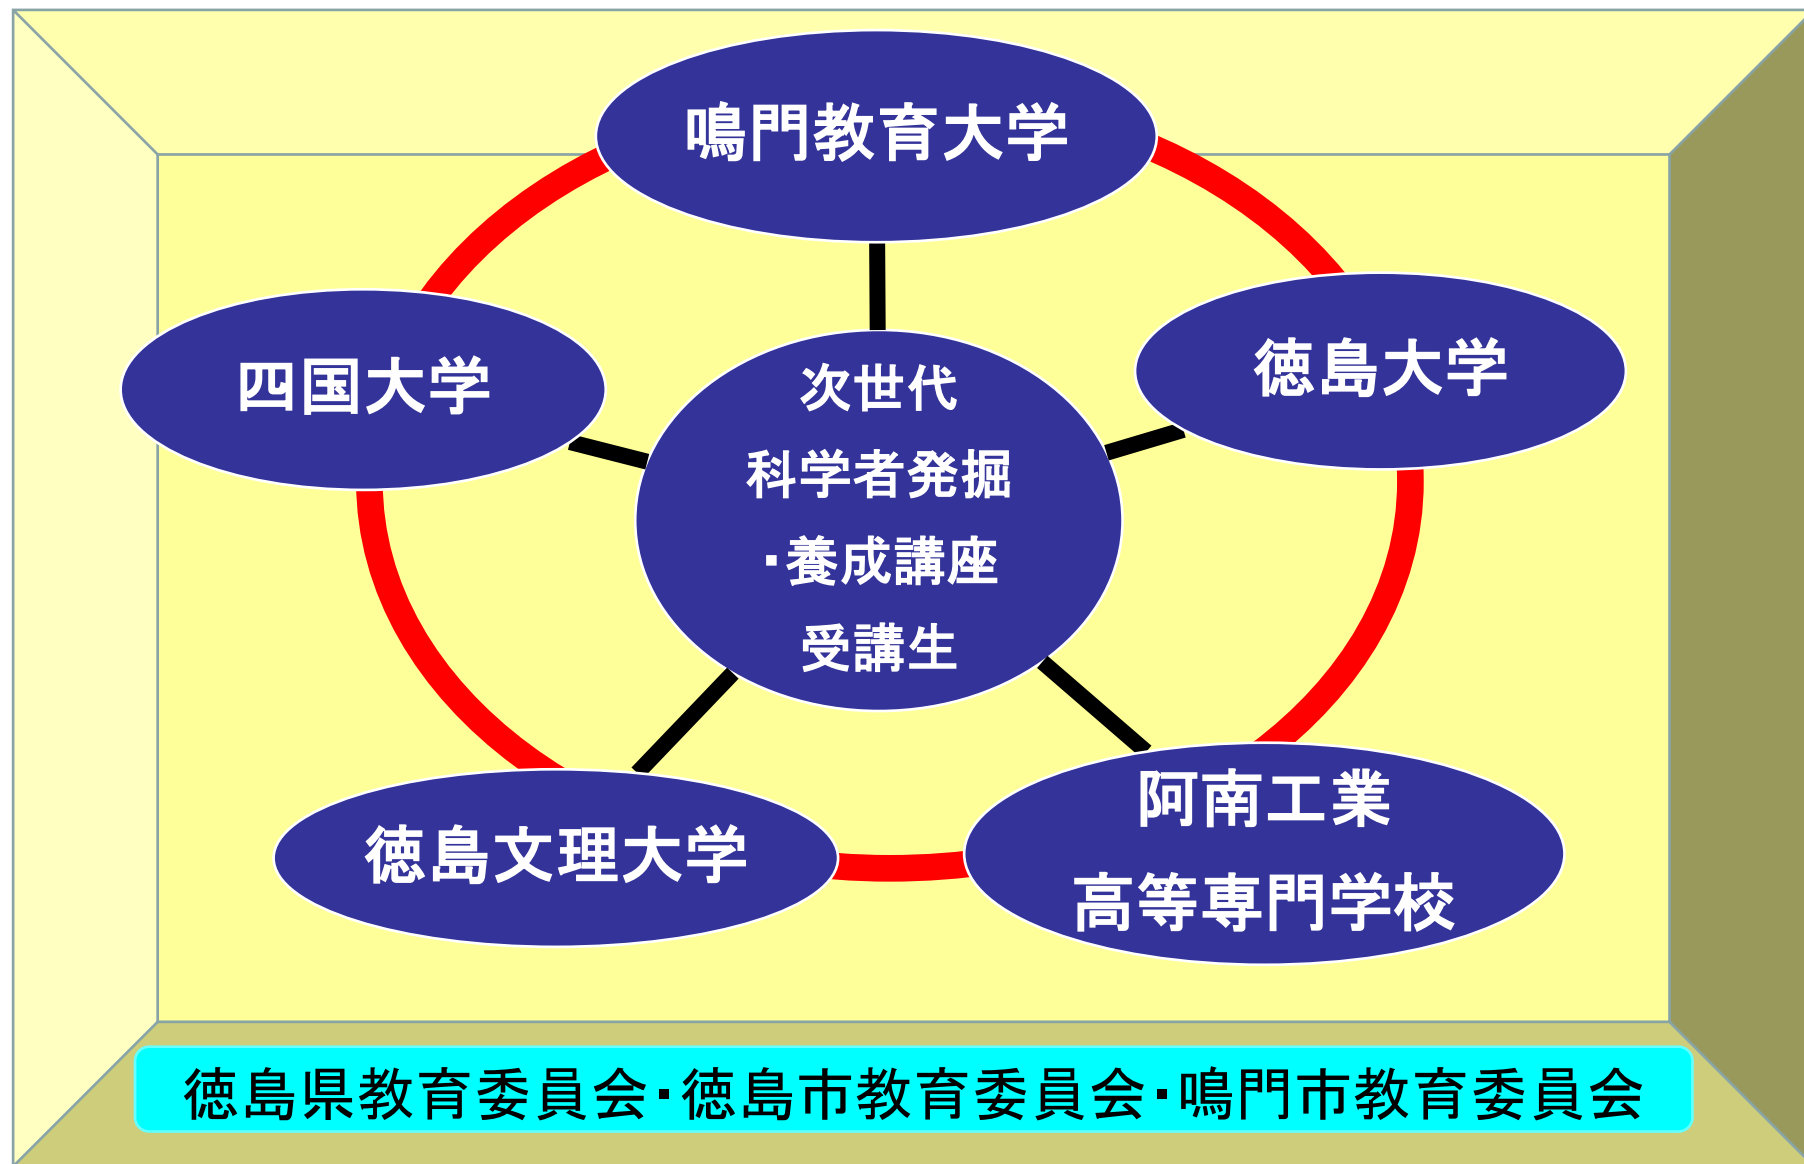 鳴門教育大学
四国大学
徳島大学
次世代
科学者発掘
・養成講座
受講生
徳島文理大学
阿南工業
高等専門学校
徳島県教育委員会・徳島市教育委員会・鳴門市教育委員会